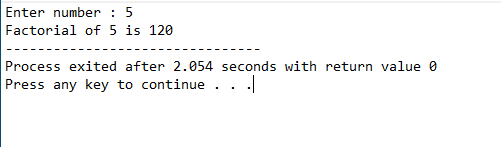 Enter number : 5
Factorial of 5 is 120
--------------------------------
Process exited after 2.054 seconds with return value 0
Press any key to continue . . .